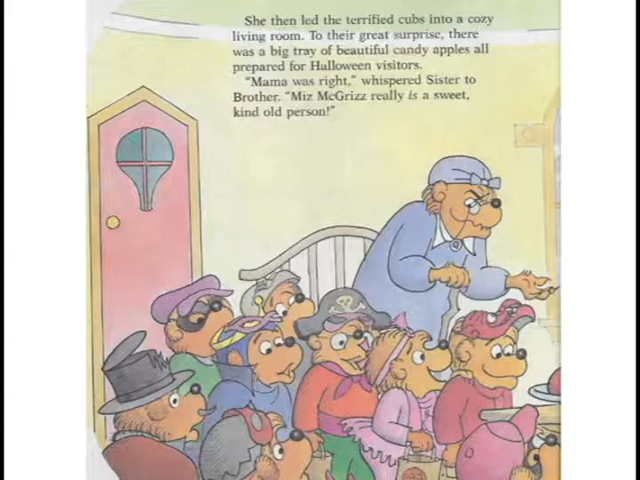 She then led the terrified cubs into a cozy
living room. To their great surprise, there
was a big tray of beautiful candy apples all
prepared for Halloween visitors.
"Mama was right," whispered Sister to
Brother. "Miz McGrizz really is a sweet,
kind old person!"